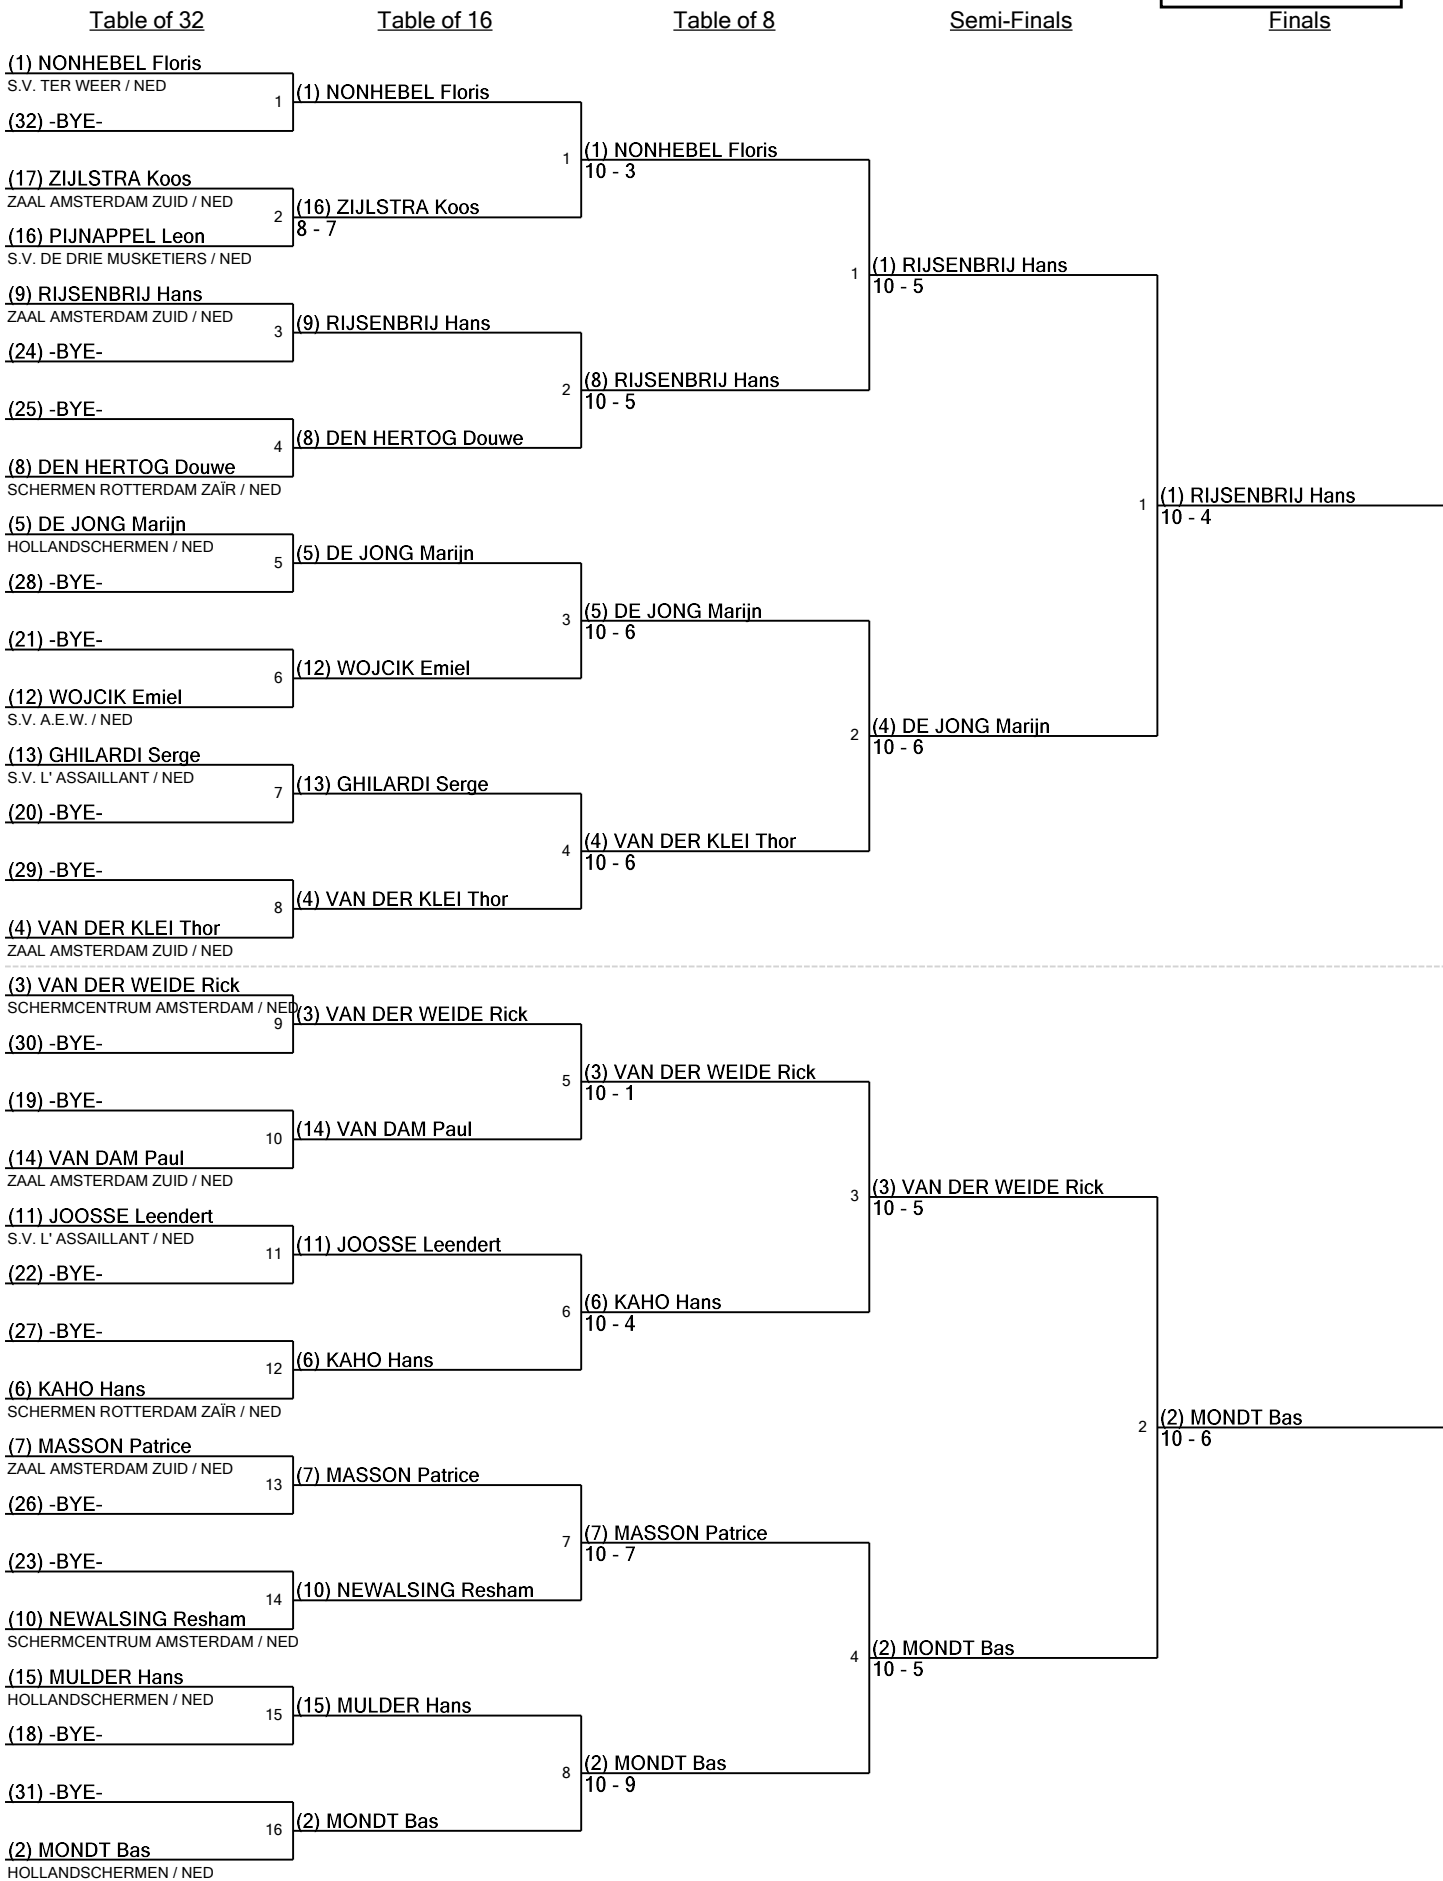 Table of 32
Table of 16
Table of 8
Semi-Finals
Finals
(1) NONHEBEL Floris
S.V. TER WEER / NED
1
(32) -BYE-
(17) ZIJLSTRA Koos
ZAAL AMSTERDAM ZUID / NED
2
(16) PIJNAPPEL Leon
S.V. DE DRIE MUSKETIERS / NED
(9) RIJSENBRIJ Hans
ZAAL AMSTERDAM ZUID / NED
3
(24) -BYE-
(25) -BYE-
4
(8) DEN HERTOG Douwe
SCHERMEN ROTTERDAM ZAÏR / NED
(5) DE JONG Marijn
HOLLANDSCHERMEN / NED
5
(28) -BYE-
(21) -BYE-
6
(12) WOJCIK Emiel
S.V. A.E.W. / NED
(13) GHILARDI Serge
S.V. L' ASSAILLANT / NED
7
(20) -BYE-
(29) -BYE-
8
(4) VAN DER KLEI Thor
ZAAL AMSTERDAM ZUID / NED
(3) VAN DER WEIDE Rick
SCHERMCENTRUM AMSTERDAM / NED
9
(30) -BYE-
(19) -BYE-
10
(14) VAN DAM Paul
ZAAL AMSTERDAM ZUID / NED
(11) JOOSSE Leendert
S.V. L' ASSAILLANT / NED
11
(22) -BYE-
(27) -BYE-
12
(6) KAHO Hans
SCHERMEN ROTTERDAM ZAÏR / NED
(7) MASSON Patrice
ZAAL AMSTERDAM ZUID / NED
13
(26) -BYE-
(23) -BYE-
14
(10) NEWALSING Resham
SCHERMCENTRUM AMSTERDAM / NED
(15) MULDER Hans
HOLLANDSCHERMEN / NED
15
(18) -BYE-
(31) -BYE-
16
(2) MONDT Bas
HOLLANDSCHERMEN / NED
(1) NONHEBEL Floris
1
(16) ZIJLSTRA Koos
8 - 7
(9) RIJSENBRIJ Hans
2
(8) DEN HERTOG Douwe
(5) DE JONG Marijn
3
(12) WOJCIK Emiel
(13) GHILARDI Serge
4
(4) VAN DER KLEI Thor
(3) VAN DER WEIDE Rick
5
(14) VAN DAM Paul
(11) JOOSSE Leendert
6
(6) KAHO Hans
(7) MASSON Patrice
7
(10) NEWALSING Resham
(15) MULDER Hans
8
(2) MONDT Bas
(1) NONHEBEL Floris
10 - 3
1
(8) RIJSENBRIJ Hans
10 - 5
(5) DE JONG Marijn
10 - 6
2
(4) VAN DER KLEI Thor
10 - 6
(3) VAN DER WEIDE Rick
10 - 1
3
(6) KAHO Hans
10 - 4
(7) MASSON Patrice
10 - 7
4
(2) MONDT Bas
10 - 9
(1) RIJSENBRIJ Hans
10 - 5
1
(4) DE JONG Marijn
10 - 6
(3) VAN DER WEIDE Rick
10 - 5
2
(2) MONDT Bas
10 - 5
(1) RIJSENBRIJ Hans
10 - 4
(2) MONDT Bas
10 - 6